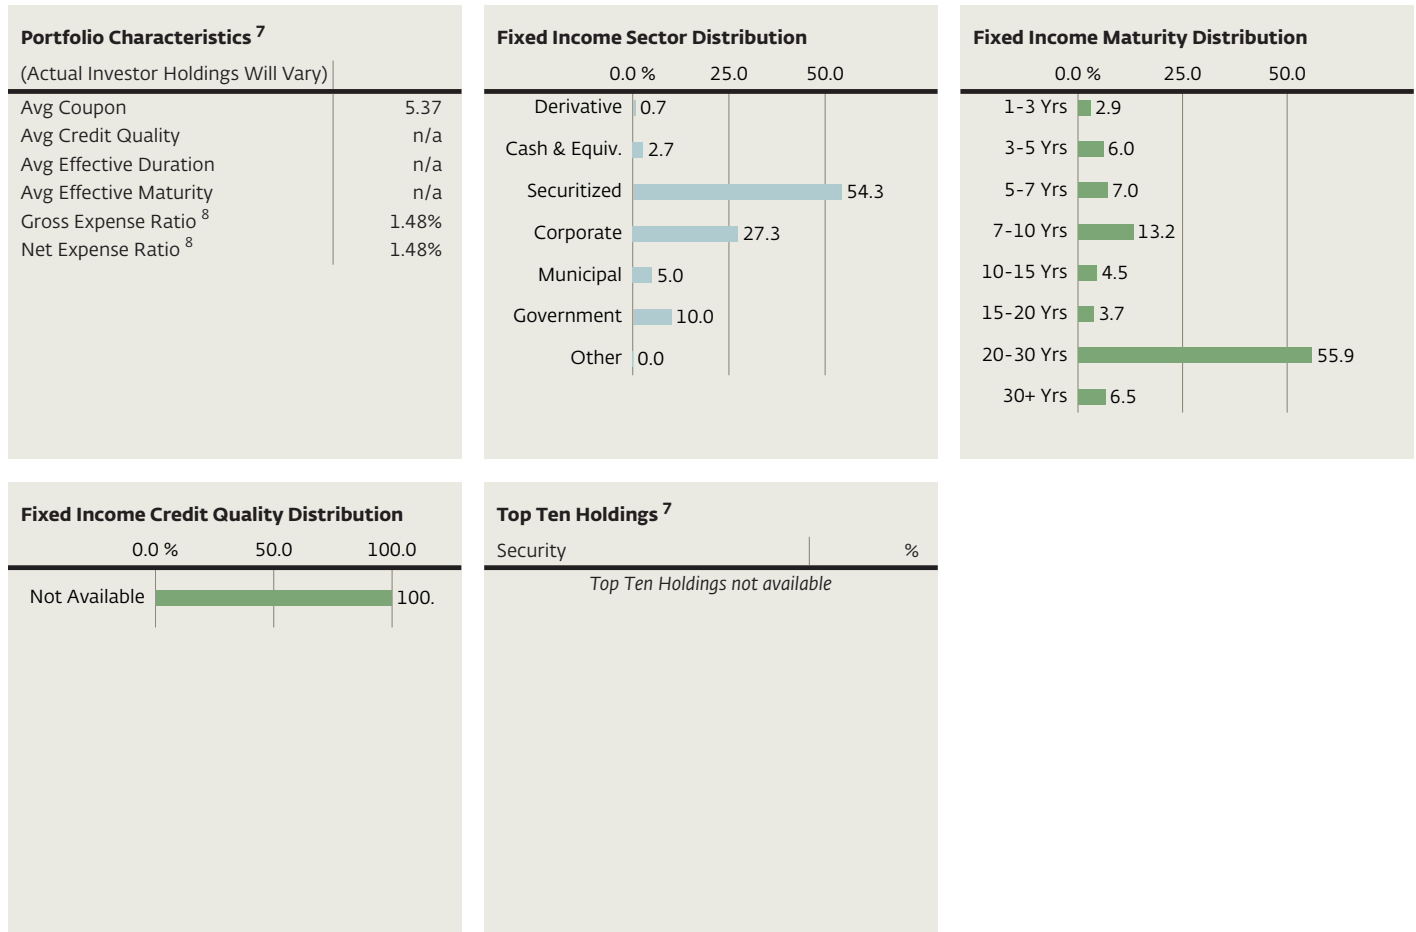 Portfolio Characteristics 7
(Actual Investor Holdings Will Vary)
Avg Coupon 5.37
Avg Credit Quality n/a
Avg Effective Duration n/a
Avg Effective Maturity n/a
Gross Expense Ratio 8 1.48%
Net Expense Ratio 8 1.48%
Fixed Income Sector Distribution
0.0 % 25.0 50.0
Derivative 0.7
Cash & Equiv. 2.7
Securitized 54.3
Corporate 27.3
Municipal 5.0
Government 10.0
Other 0.0
Fixed Income Maturity Distribution
0.0 % 25.0 50.0
1-3 Yrs 2.9
3-5 Yrs 6.0
5-7 Yrs 7.0
7-10 Yrs 13.2
10-15 Yrs 4.5
15-20 Yrs 3.7
20-30 Yrs 55.9
30+ Yrs 6.5
Fixed Income Credit Quality Distribution
0.0 % 50.0 100.0
Not Available 100.
Top Ten Holdings 7
Security %
Top Ten Holdings not available